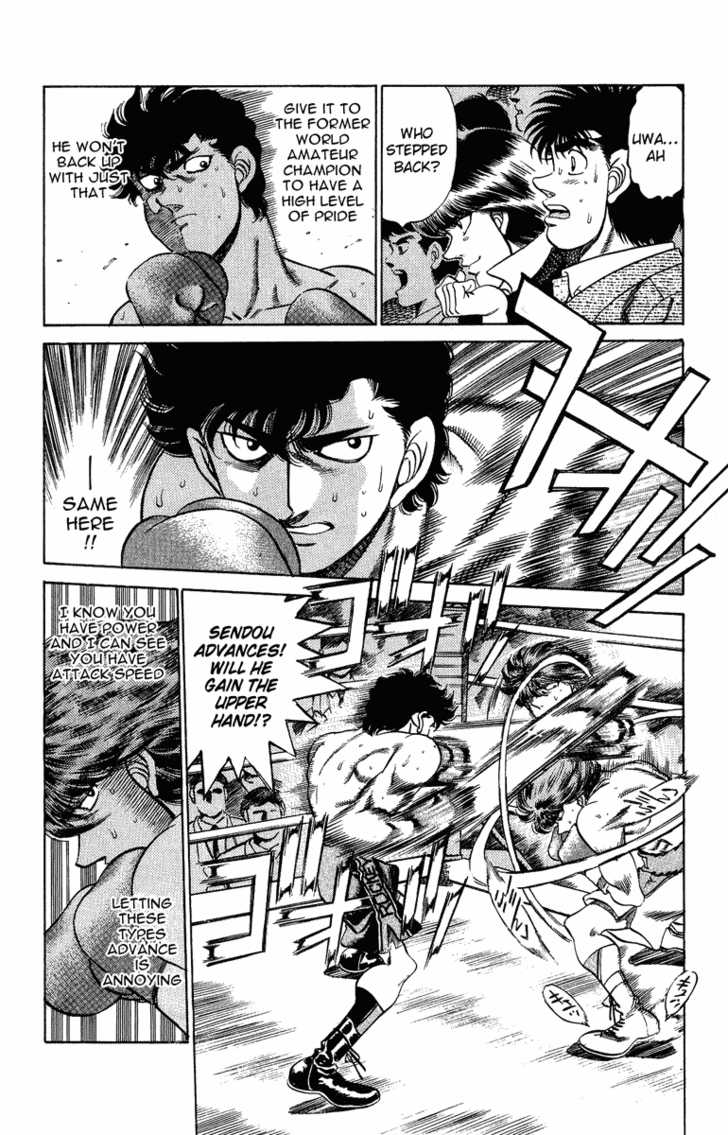 UWA...
AH
WHO
STEPPED
BACK?
GIVE IT TO
THE FORMER
WORLD
AMATEUR
CHAMPION
TO HAVE A
HIGH LEVEL
OF PRIDE
HE WON'T
BACK UP
WITH JUST
THAT
I
SAME
HERE
!!
SENDOU
ADVANCES!
WILL HE
GAIN THE
UPPER
HAND!?
I KNOW YOU
HAVE POWER
AND I CAN SEE
YOU HAVE
ATTACK SPEED
LETTING
THESE
TYPES
ADVANCE
IS
ANNOYING